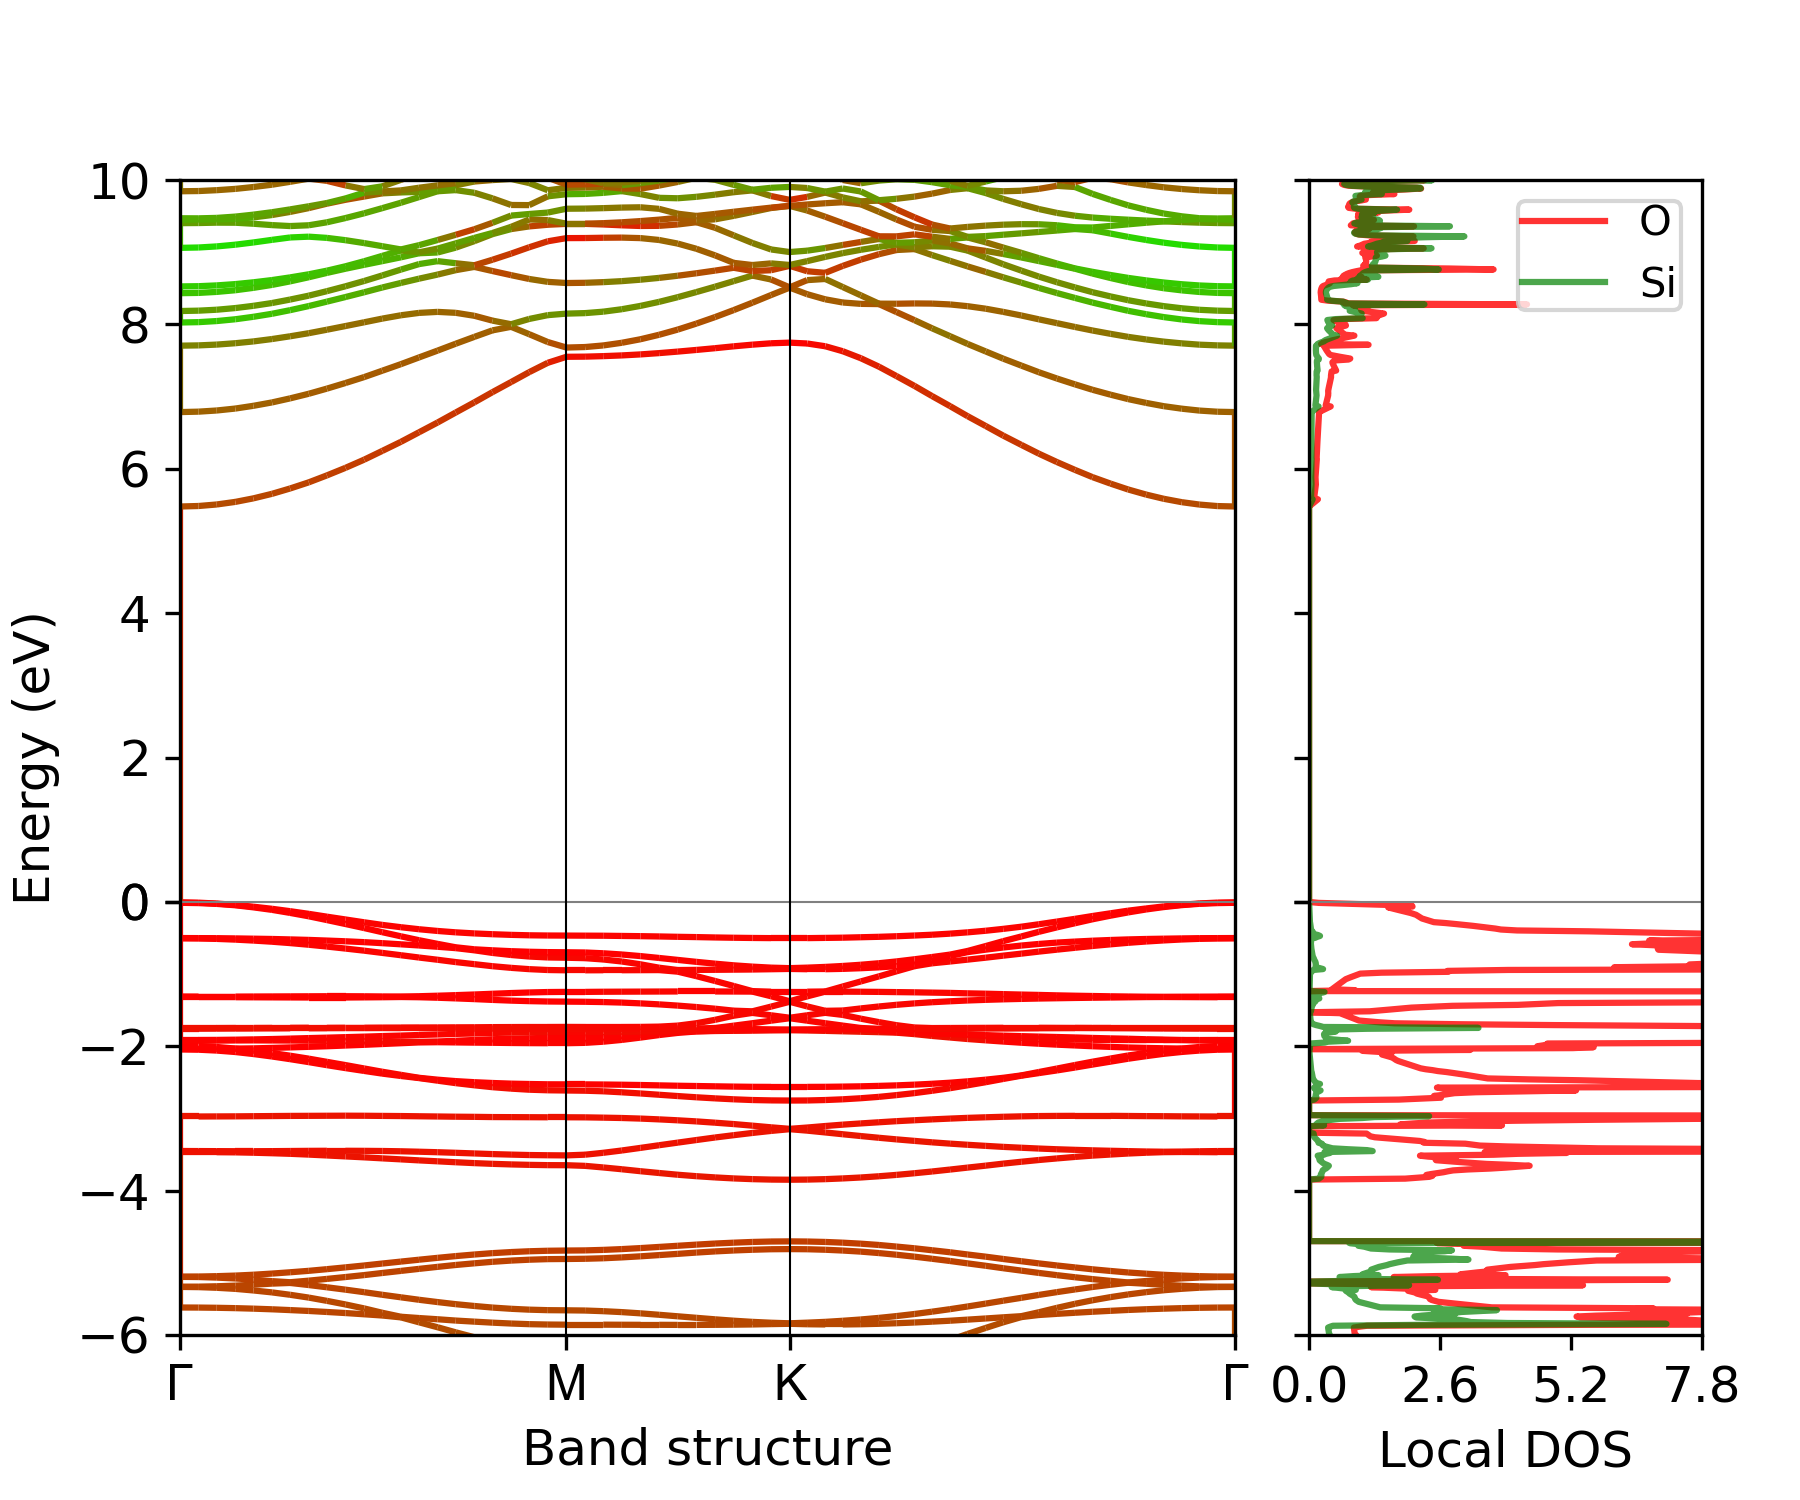 10
8
6
4
2
0
−2
−4
−6
Energy (eV)
Γ M K Γ
Band structure
O
Si
0.0 2.6 5.2 7.8
Local DOS